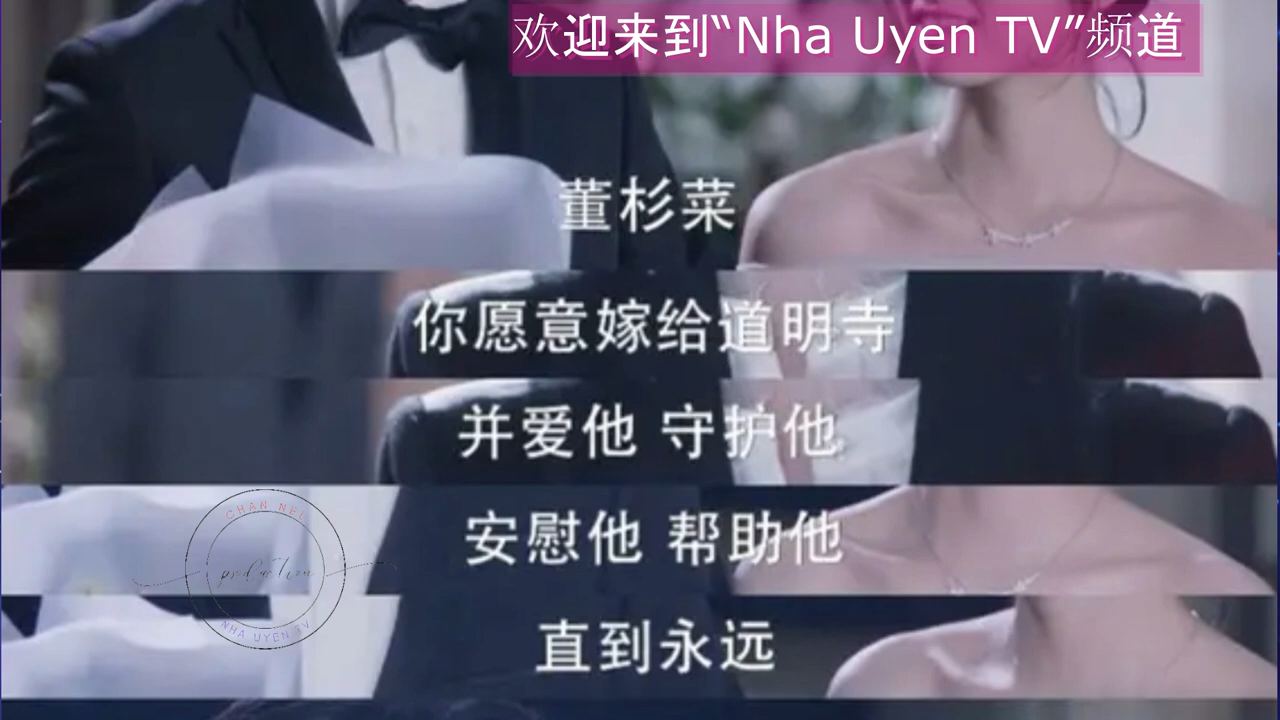 欢迎来到“Nha Uyen TV”频道
董杉菜
你愿意嫁给道明寺
并爱他 守护他
安慰他 帮助他
直到永远
CHAN NEL
production
NHA UYEN TV